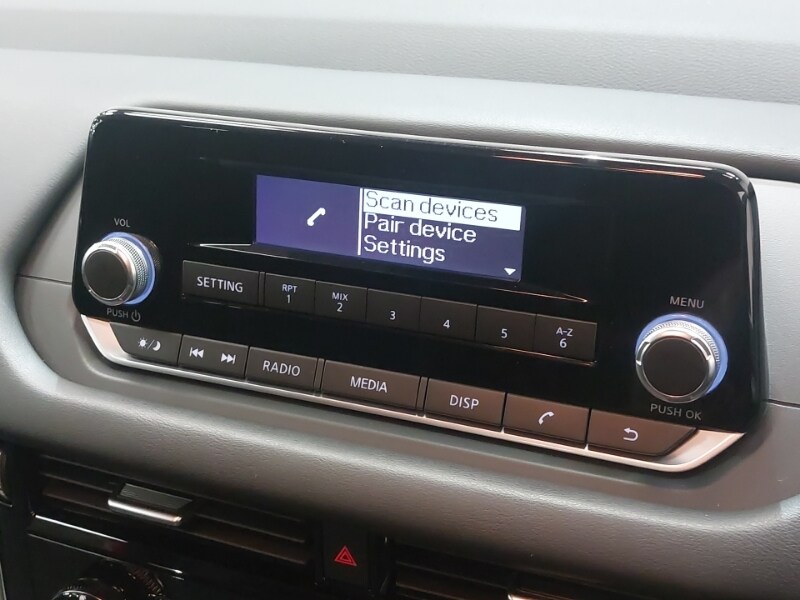 Scan devices
Pair device
Settings
VOL
PUSH
SETTING
RPT
1
MIX
2
3
4
5
A-Z
6
MENU
PUSH OK
RADIO
MEDIA
DISP